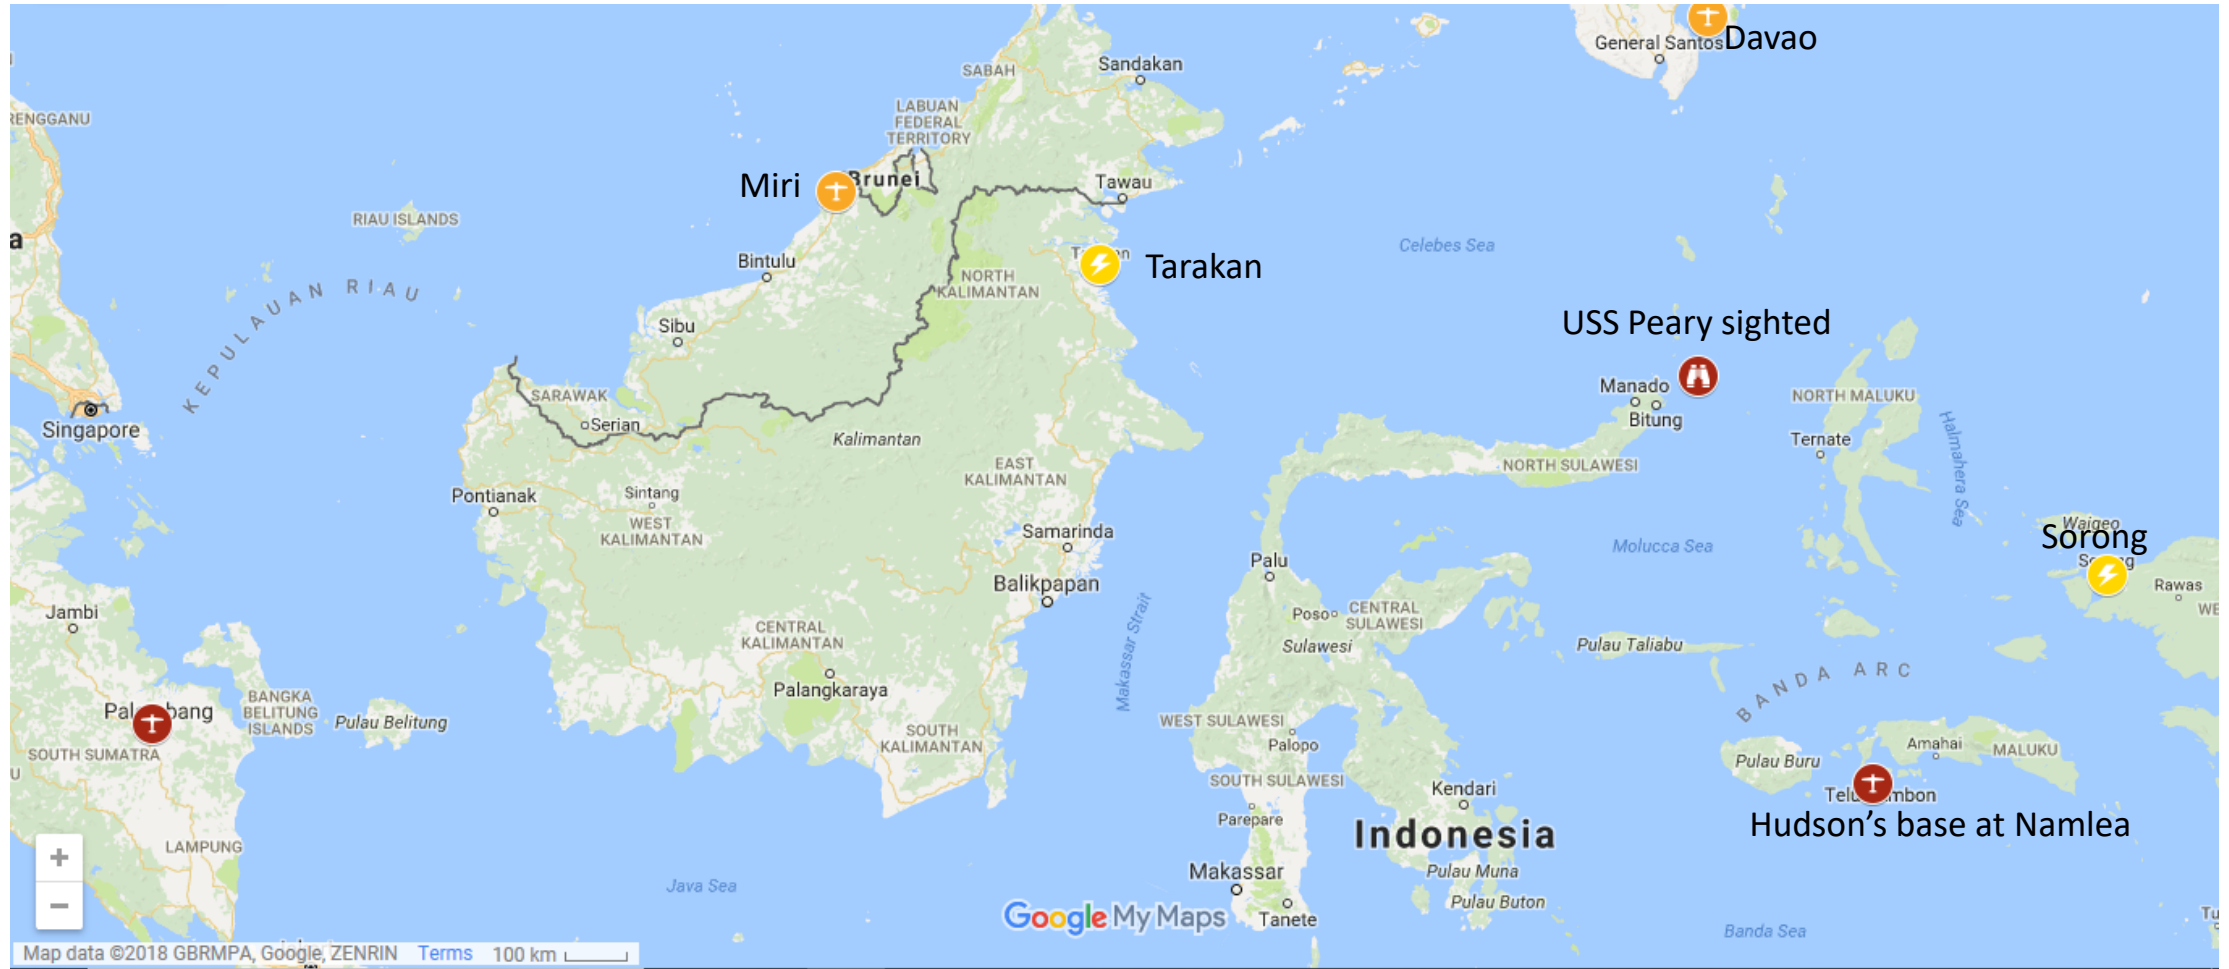 Davao
General Santos
Sandakan
SABAH
RENGGANU
LABUAN
FEDERAL
TERRITORY
Miri
Brunei
Tawau
RIAU ISLANDS
a
Celebes Sea
Bintulu
Tarakan
NORTH
KALIMANTAN
KEPULAUAN RIAU
Sibu
USS Peary sighted
Manado
Bitung
NORTH MALUKU
SARAWAK
Serian
Singapore
Kalimantan
Ternate
Halmahera Sea
EAST
KALIMANTAN
NORTH SULAWESI
Pontianak
Sintang
WEST
KALIMANTAN
Samarinda
Waigeo
Sorong
Molucca Sea
Palu
Balikpapan
Rawas
WE
Jambi
Poso
CENTRAL
SULAWESI
Makassar Strait
CENTRAL
KALIMANTAN
Sulawesi
Pulau Taliabu
Palangkaraya
BANDA ARC
BANGKA
BELITUNG
ISLANDS
Pulau Belitung
WEST SULAWESI
SOUTH
KALIMANTAN
Palopo
SOUTH SUMATRA
U
Amahai
MALUKU
Pulau Buru
SOUTH SULAWESI
Kendari
Hudson's base at Namlea
Parepare
Indonesia
+
LAMPUNG
Makassar
Pulau Muna
Java Sea
−
Pulau Buton
Google My Maps
Tanete
Tu
Banda Sea
Map data ©2018 GBRMPA, Google, ZENRIN Terms 100 km